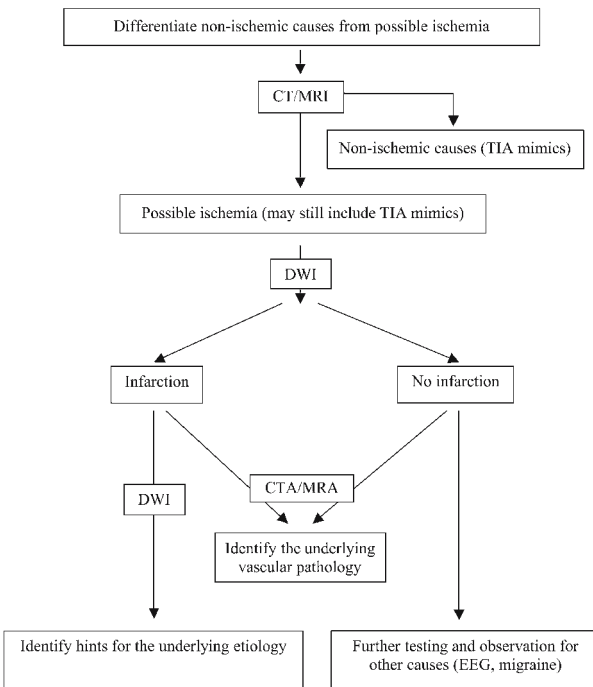 Differentiate non-ischemic causes from possible ischemia
CT/MRI
Non-ischemic causes (TIA mimics)
Possible ischemia (may still include TIA mimics)
DWI
Infarction
No infarction
CTA/MRA
DWI
Identify the underlying
vascular pathology
Identify hints for the underlying etiology
Further testing and observation for
other causes (EEG, migraine)